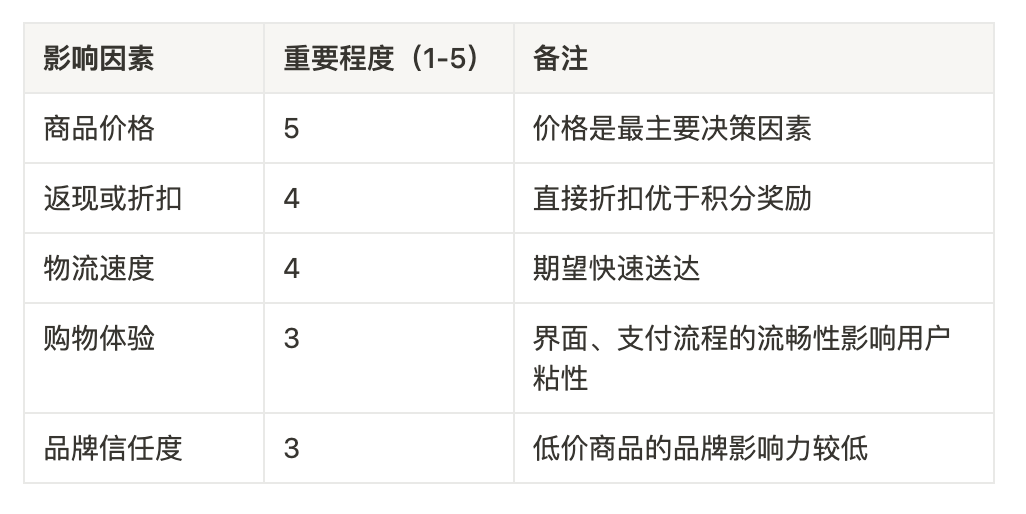 影响因素 重要程度（1-5） 备注
商品价格 5 价格是最主要决策因素
返现或折扣 4 直接折扣优于积分奖励
物流速度 4 期望快速送达
购物体验 3 界面、支付流程的流畅性影响用户
粘性
品牌信任度 3 低价商品的品牌影响力较低